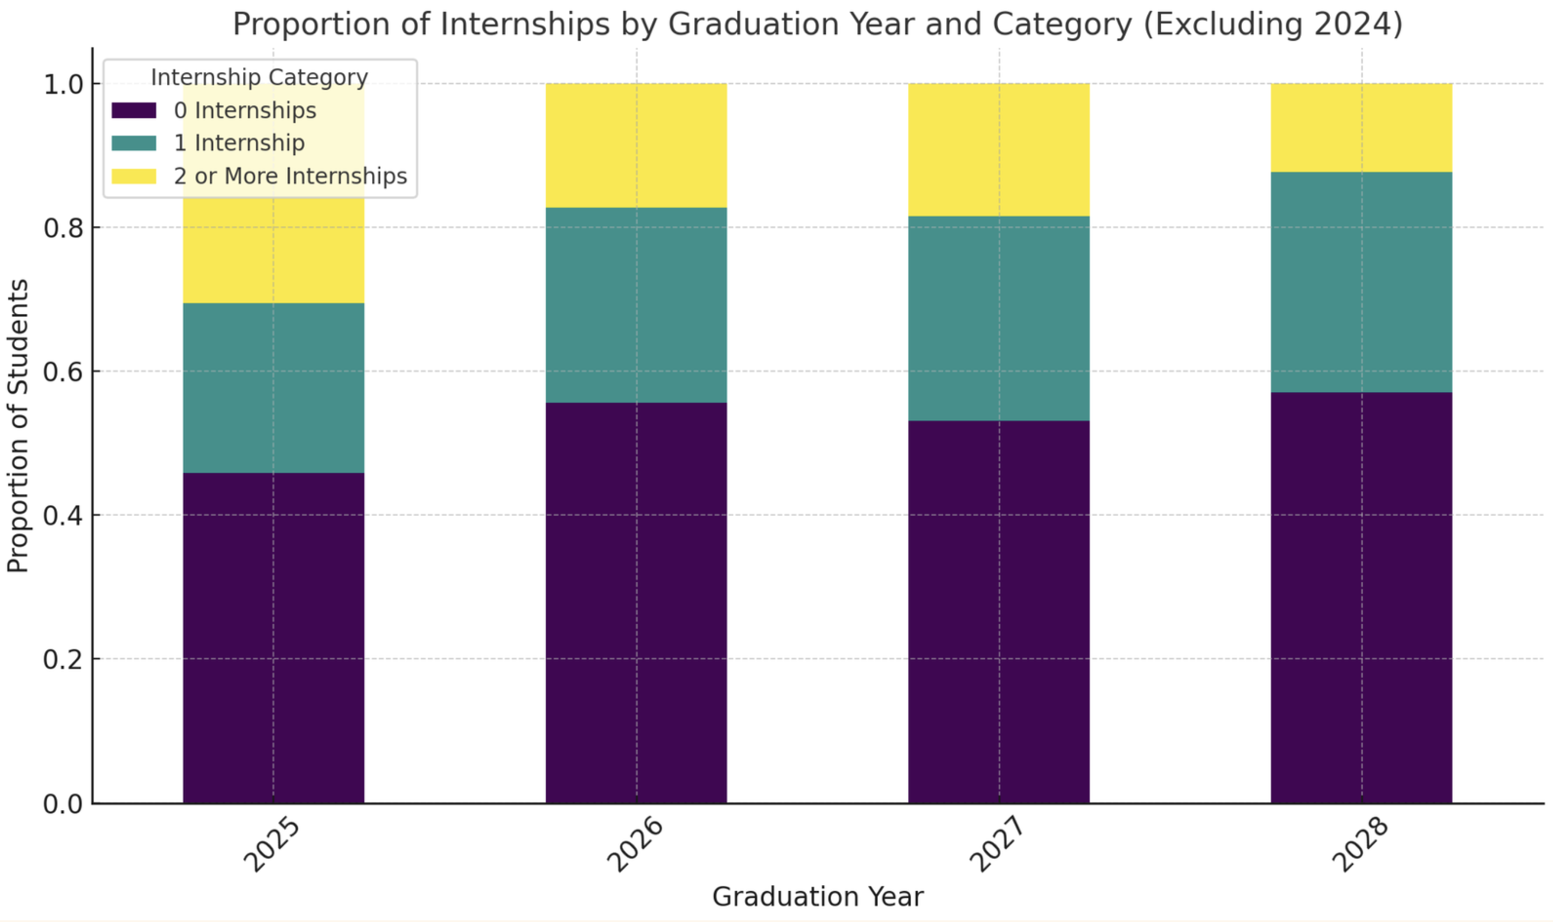 Proportion of Internships by Graduation Year and Category (Excluding 2024)
Internship Category
0 Internships
1 Internship
2 or More Internships
1.0
0.8
0.6
0.4
0.2
0.0
Proportion of Students
2025
2026
2027
2028
Graduation Year